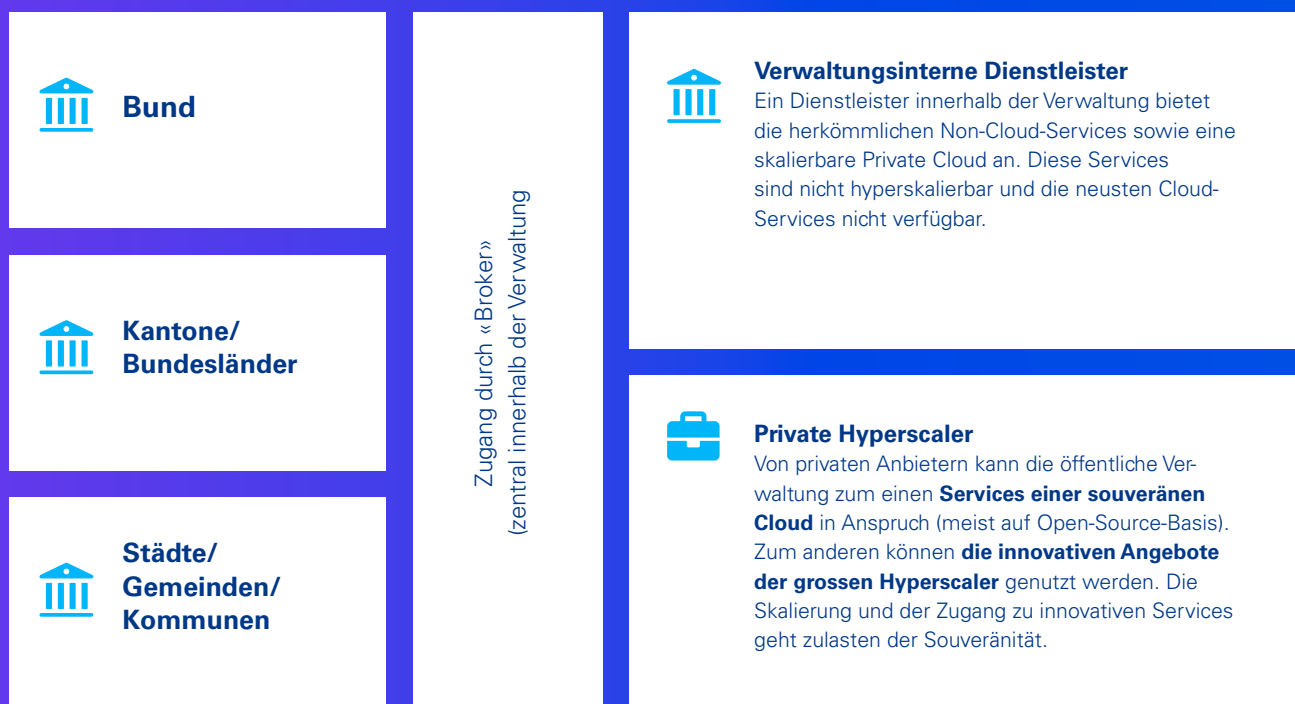 Bund
Kantone/
Bundesländer
Städte/
Gemeinden/
Kommunen
Zugang durch «Broker»
(zentral innerhalb der Verwaltung
Verwaltungsinterne Dienstleister
Ein Dienstleister innerhalb der Verwaltung bietet
die herkömmlichen Non-Cloud-Services sowie eine
skalierbare Private Cloud an. Diese Services
sind nicht hyperskalierbar und die neusten Cloud-
Services nicht verfügbar.
Private Hyperscaler
Von privaten Anbietern kann die öffentliche Ver-
waltung zum einen Services einer souveränen
Cloud in Anspruch (meist auf Open-Source-Basis).
Zum anderen können die innovativen Angebote
der grossen Hyperscaler genutzt werden. Die
Skalierung und der Zugang zu innovativen Services
geht zulasten der Souveränität.